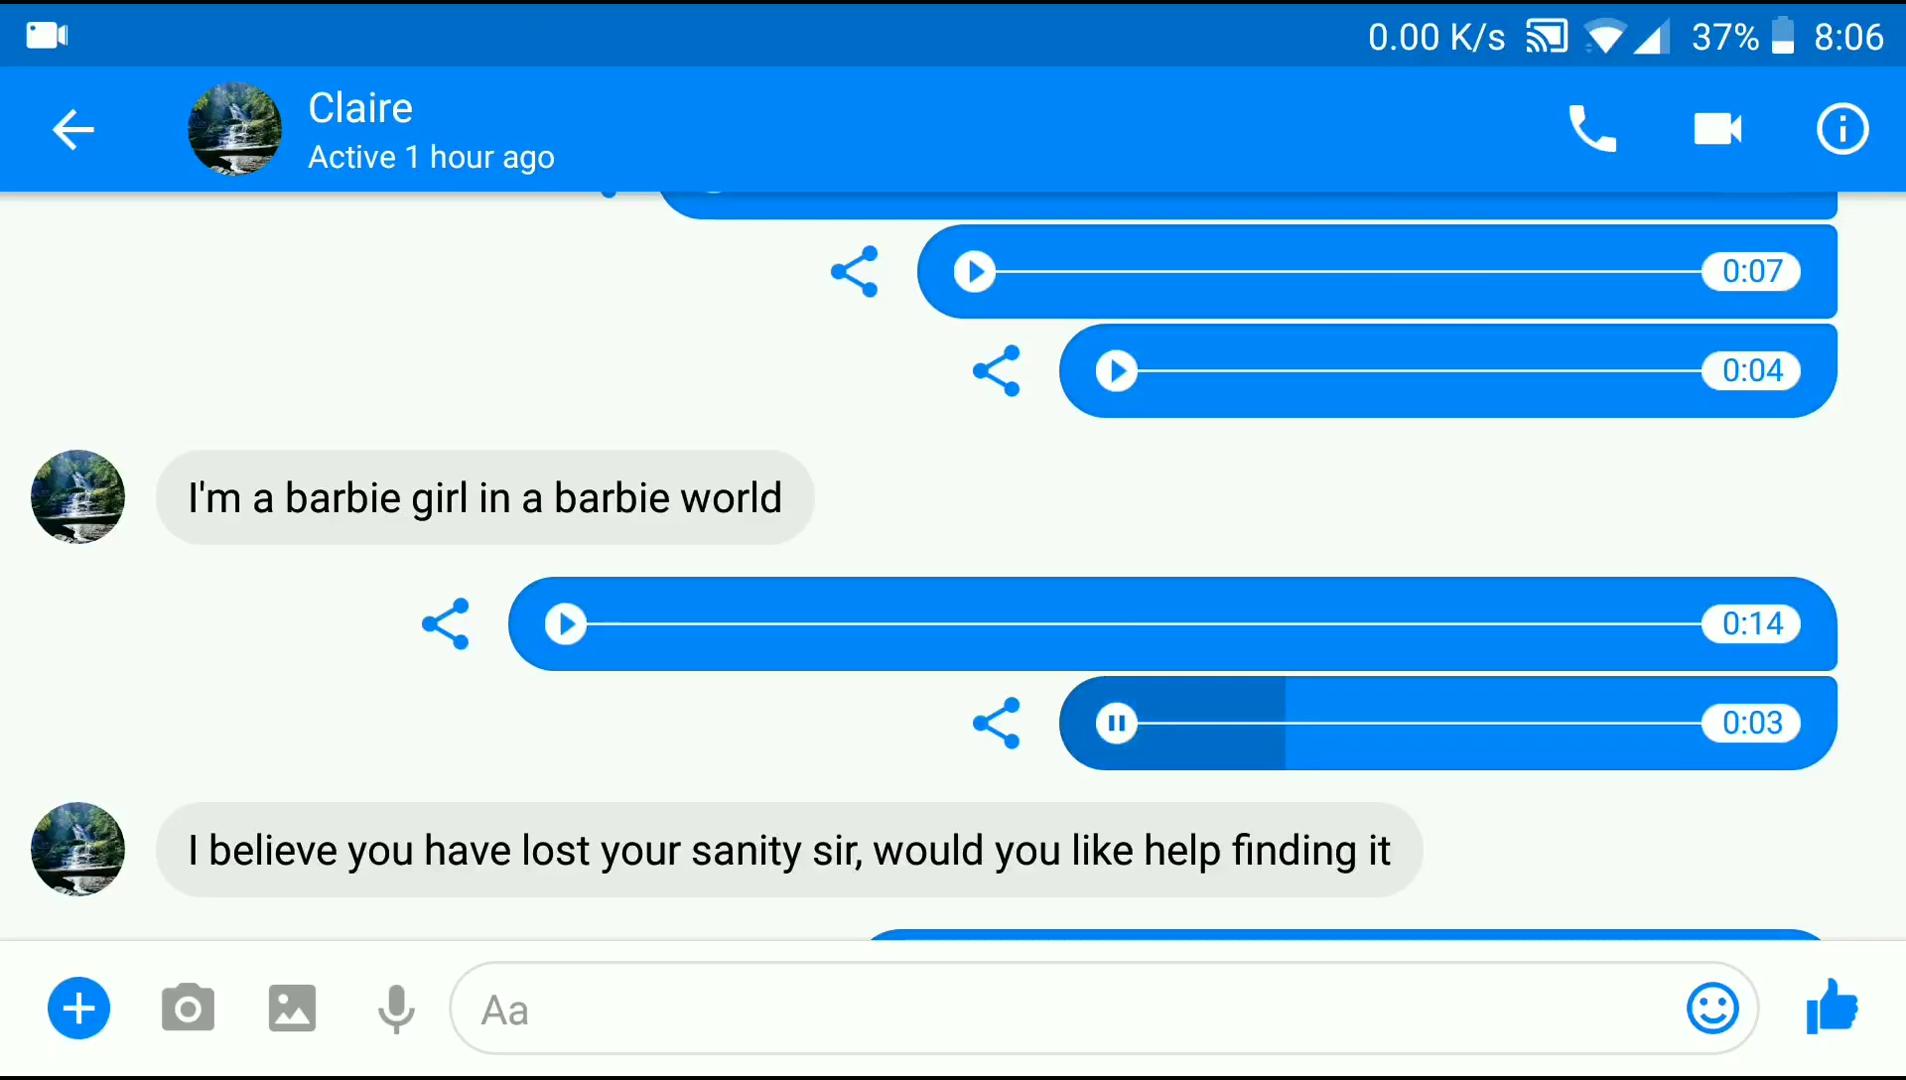 0.00 K/s 37% 8:06
Claire
Active 1 hour ago
0:07
0:04
I'm a barbie girl in a barbie world
0:14
0:03
I believe you have lost your sanity sir, would you like help finding it
Aa